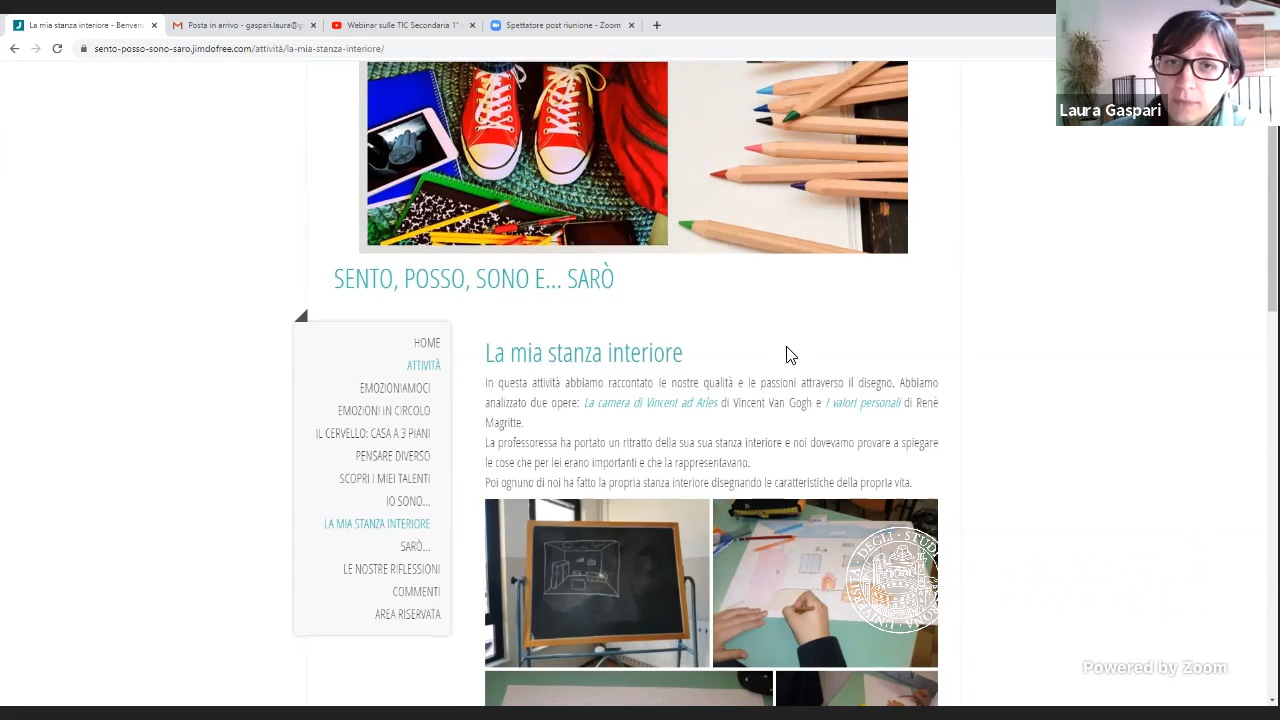 La mia stanza interiore - Benven
Posta in arrivo - gaspari.laura@g
Webinar sulle TIC Secondaria 1°
Spettatore post riunione - Zoom
sento-posso-sono-saro.jimdofree.com/attività/la-mia-stanza-interiore/
Laura Gaspari
SENTO, POSSO, SONO E... SARÒ
HOME
ATTIVITÀ
EMOZIONIAMOCI
EMOZIONI IN CIRCOLO
IL CERVELLO: CASA A 3 PIANI
PENSARE DIVERSO
SCOPRI I MIEI TALENTI
IO SONO...
LA MIA STANZA INTERIORE
SARÒ...
LE NOSTRE RIFLESSIONI
COMMENTI
AREA RISERVATA
La mia stanza interiore
In questa attività abbiamo raccontato le nostre qualità e le passioni attraverso il disegno. Abbiamo
analizzato due opere: La camera di Vincent ad Arles di Vincent Van Gogh e I valori personali di Renè
Magritte.
La professoressa ha portato un ritratto della sua sua stanza interiore e noi dovevamo provare a spiegare
le cose che per lei erano importanti e che la rappresentavano.
Poi ognuno di noi ha fatto la propria stanza interiore disegnando le caratteristiche della propria vita.
Powered by Zoom